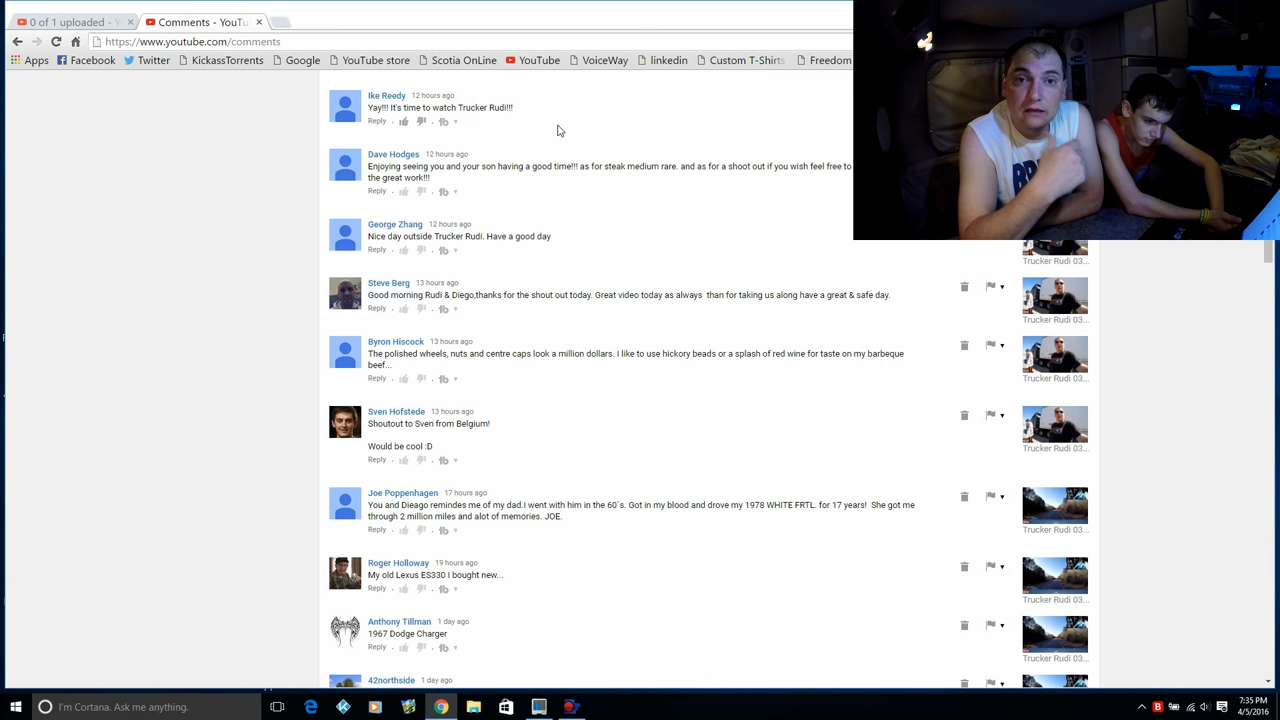 0 of 1 uploaded - Y
Comments - YouTu
https://www.youtube.com/comments
Apps Facebook Twitter KickassTorrents Google YouTube store Scotia OnLine YouTube VoiceWay linkedin Custom T-Shirts Freedom
Ike Reedy 12 hours ago
Yay!!! It's time to watch Trucker Rudi!!!
Reply
Dave Hodges 12 hours ago
Enjoying seeing you and your son having a good time!!! as for steak medium rare. and as for a shoot out if you wish feel free to
the great work!!!
Reply
George Zhang 12 hours ago
Nice day outside Trucker Rudi. Have a good day
Reply
Trucker Rudi 03...
Steve Berg 13 hours ago
Good morning Rudi & Diego,thanks for the shout out today. Great video today as always than for taking us along have a great & safe day.
Reply
Trucker Rudi 03...
Byron Hiscock 13 hours ago
The polished wheels, nuts and centre caps look a million dollars. I like to use hickory beads or a splash of red wine for taste on my barbeque
beef...
Reply
Trucker Rudi 03...
Sven Hofstede 13 hours ago
Shoutout to Sven from Belgium!
Would be cool :D
Reply
Trucker Rudi 03...
Joe Poppenhagen 17 hours ago
You and Dieago reminds me of my dad.I went with him in the 60`s. Got in my blood and drove my 1978 WHITE FRTL. for 17 years! She got me
through 2 million miles and alot of memories. JOE.
Reply
Trucker Rudi 03...
Roger Holloway 19 hours ago
My old Lexus ES330 I bought new...
Reply
Trucker Rudi 03...
Anthony Tillman 1 day ago
1967 Dodge Charger
Reply
Trucker Rudi 03...
42northside 1 day ago
I'm Cortana. Ask me anything.
7:35 PM
4/5/2016